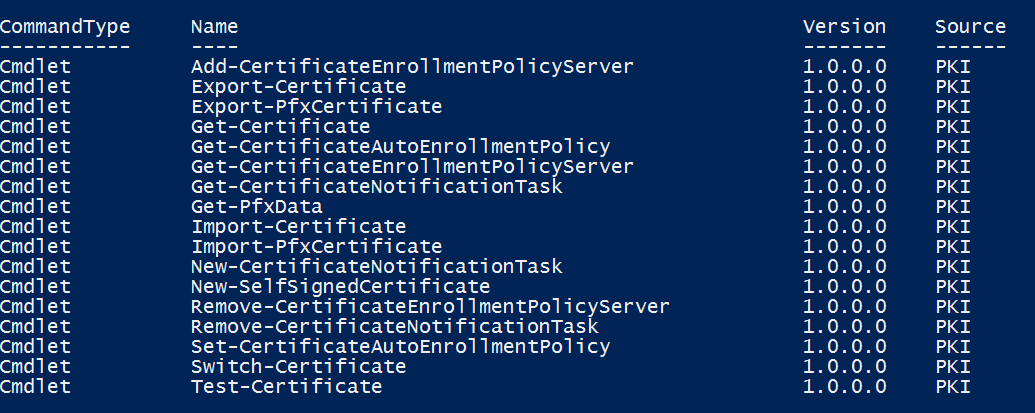 CommandType     Name                                               Version    Source
-----------     ----                                               -------    ------
Cmdlet          Add-CertificateEnrollmentPolicyServer              1.0.0.0    PKI
Cmdlet          Export-Certificate                                 1.0.0.0    PKI
Cmdlet          Export-PfxCertificate                              1.0.0.0    PKI
Cmdlet          Get-Certificate                                    1.0.0.0    PKI
Cmdlet          Get-CertificateAutoEnrollmentPolicy                1.0.0.0    PKI
Cmdlet          Get-CertificateEnrollmentPolicyServer              1.0.0.0    PKI
Cmdlet          Get-CertificateNotificationTask                    1.0.0.0    PKI
Cmdlet          Get-PfxData                                        1.0.0.0    PKI
Cmdlet          Import-Certificate                                 1.0.0.0    PKI
Cmdlet          Import-PfxCertificate                              1.0.0.0    PKI
Cmdlet          New-CertificateNotificationTask                    1.0.0.0    PKI
Cmdlet          New-SelfSignedCertificate                          1.0.0.0    PKI
Cmdlet          Remove-CertificateEnrollmentPolicyServer           1.0.0.0    PKI
Cmdlet          Remove-CertificateNotificationTask                 1.0.0.0    PKI
Cmdlet          Set-CertificateAutoEnrollmentPolicy                1.0.0.0    PKI
Cmdlet          Switch-Certificate                                 1.0.0.0    PKI
Cmdlet          Test-Certificate                                   1.0.0.0    PKI